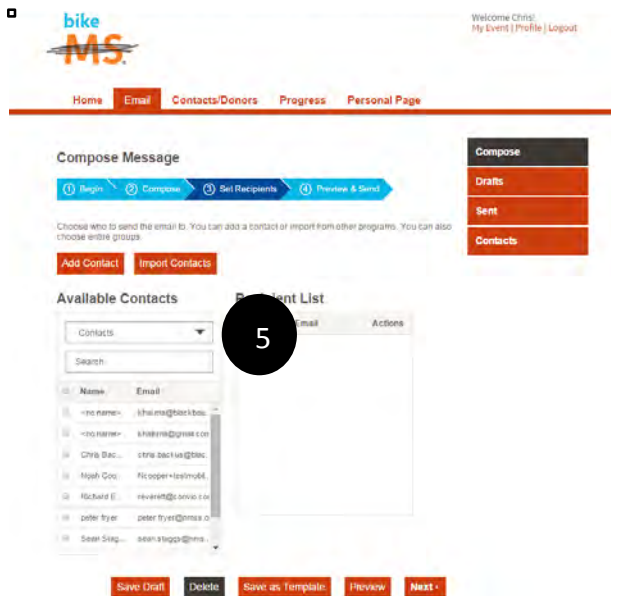 bike
MS.
Welcome Chris!
My Event | Profile | Logout
Home Email Contacts/Donors Progress Personal Page
Compose Message
1 Begin 2 Compose 3 Set Recipients 4 Preview & Send
Choose who to send the email to. You can add a contact or import from other programs. You can also
choose entire groups.
Add Contact Import Contacts
Compose
Drafts
Sent
Contacts
Available Contacts
Contacts
Search
Name Email
<no name>
<no name>
Chris Bac...
Noah Coo...
Richard E...
peter fryer
Sean Stag...
List
5
Email Actions
Save Draft Delete Save as Template Preview Next ›